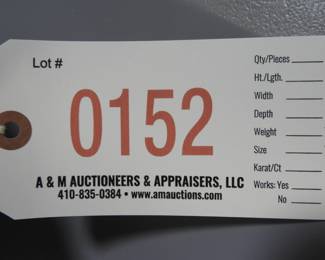 Lot #
0152
A & M AUCTIONEERS & APPRAISERS, LLC
410-835-0384 • www.amauctions.com
Qty/Pieces
Ht./Lgth.
Width
Depth
Weight
Size
Karat/Ct
Works: Yes
No